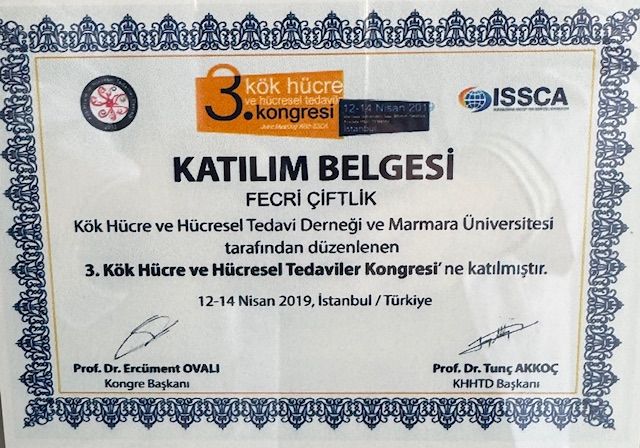 3. kök hücre
ve hücresel tedaviler
kongresi
12-14 Nisan 2019
İstanbul
ISSCA
KATILIM BELGESİ
FECRİ ÇİFTLİK
Kök Hücre ve Hücresel Tedavi Derneği ve Marmara Üniversitesi
tarafından düzenlenen
3. Kök Hücre ve Hücresel Tedaviler Kongresi' ne katılmıştır.
12-14 Nisan 2019, İstanbul / Türkiye
Prof. Dr. Ercüment OVALI
Kongre Başkanı
Prof. Dr. Tunç AKKOÇ
KHHTD Başkanı